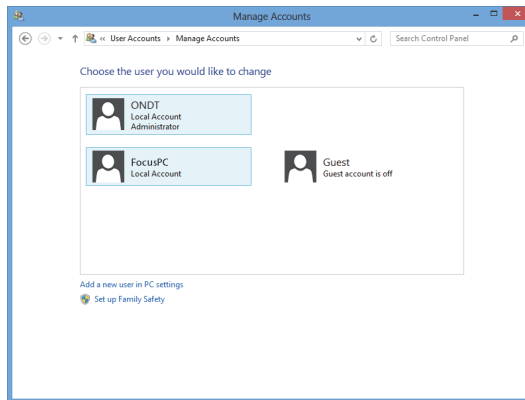 Manage Accounts
« User Accounts Manage Accounts
Search Control Panel
Choose the user you would like to change
ONDT
Local Account
Administrator
FocusPC
Local Account
Guest
Guest account is off
Add a new user in PC settings
Set up Family Safety